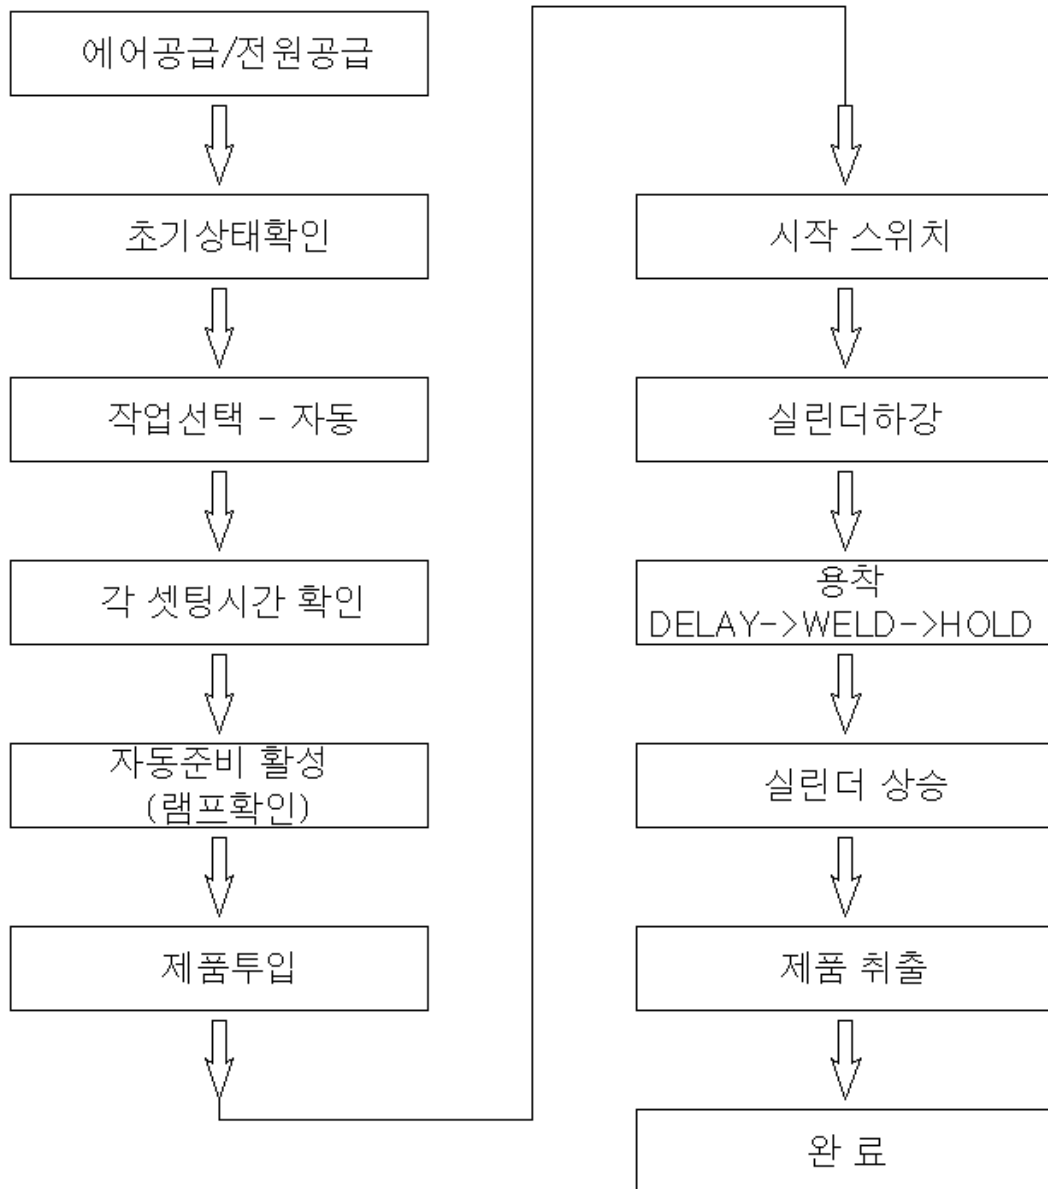 에어공급/전원공급
초기상태확인
작업선택 - 자동
각 셋팅시간 확인
자동준비 활성
(램프확인)
제품투입
시작 스위치
실린더하강
용착
DELAY->WELD->HOLD
실린더 상승
제품 취출
완 료